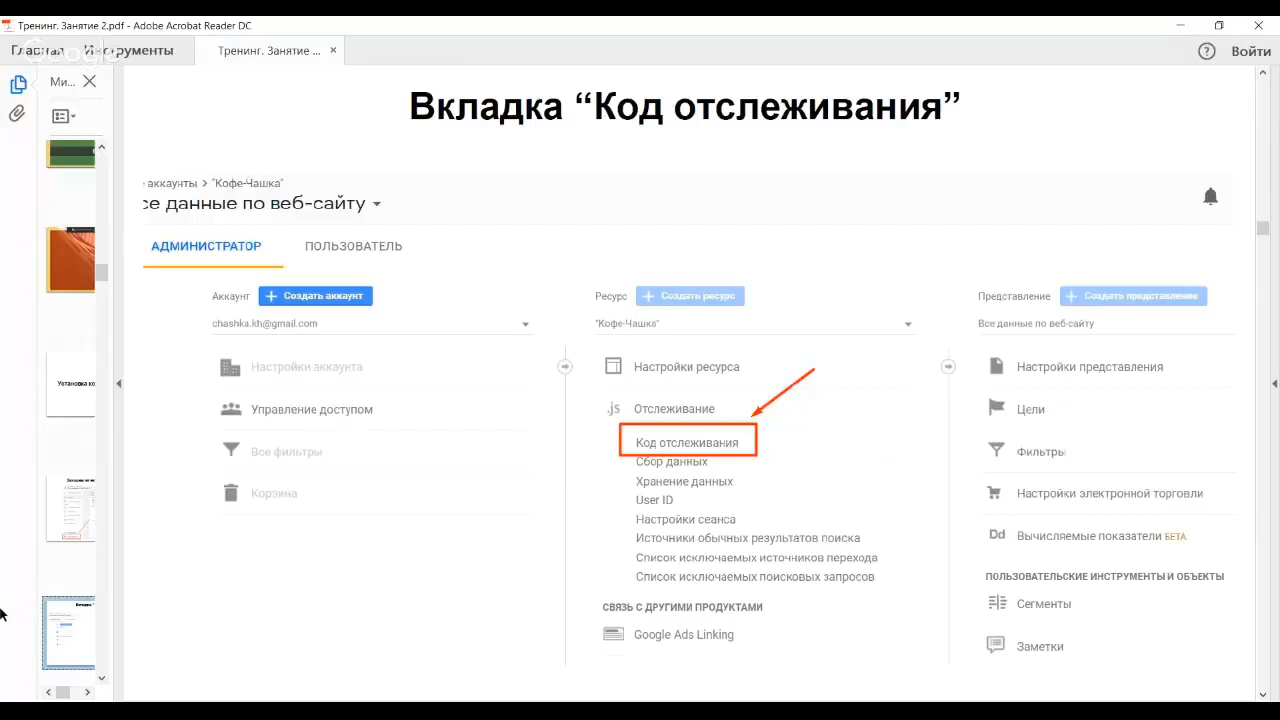 Тренинг. Занятие 2.pdf - Adobe Acrobat Reader DC
Главная Инструменты Тренинг. Занятие ... × Войти
Google
Ми...
Вкладка “Код отслеживания”
аккаунты > "Кофе-Чашка"
се данные по веб-сайту
АДМИНИСТРАТОР ПОЛЬЗОВАТЕЛЬ
Аккаунт + Создать аккаунт
chashka.kh@gmail.com
Настройки аккаунта
Управление доступом
Все фильтры
Корзина
Ресурс + Создать ресурс
"Кофе-Чашка"
Настройки ресурса
.js Отслеживание
Код отслеживания
Сбор данных
Хранение данных
User ID
Настройки сеанса
Источники обычных результатов поиска
Список исключаемых источников перехода
Список исключаемых поисковых запросов
СВЯЗЬ С ДРУГИМИ ПРОДУКТАМИ
Google Ads Linking
Представление + Создать представление
Все данные по веб-сайту
Настройки представления
Цели
Фильтры
Настройки электронной торговли
Dd Вычисляемые показатели БЕТА
ПОЛЬЗОВАТЕЛЬСКИЕ ИНСТРУМЕНТЫ И ОБЪЕКТЫ
Сегменты
Заметки
Установка ко